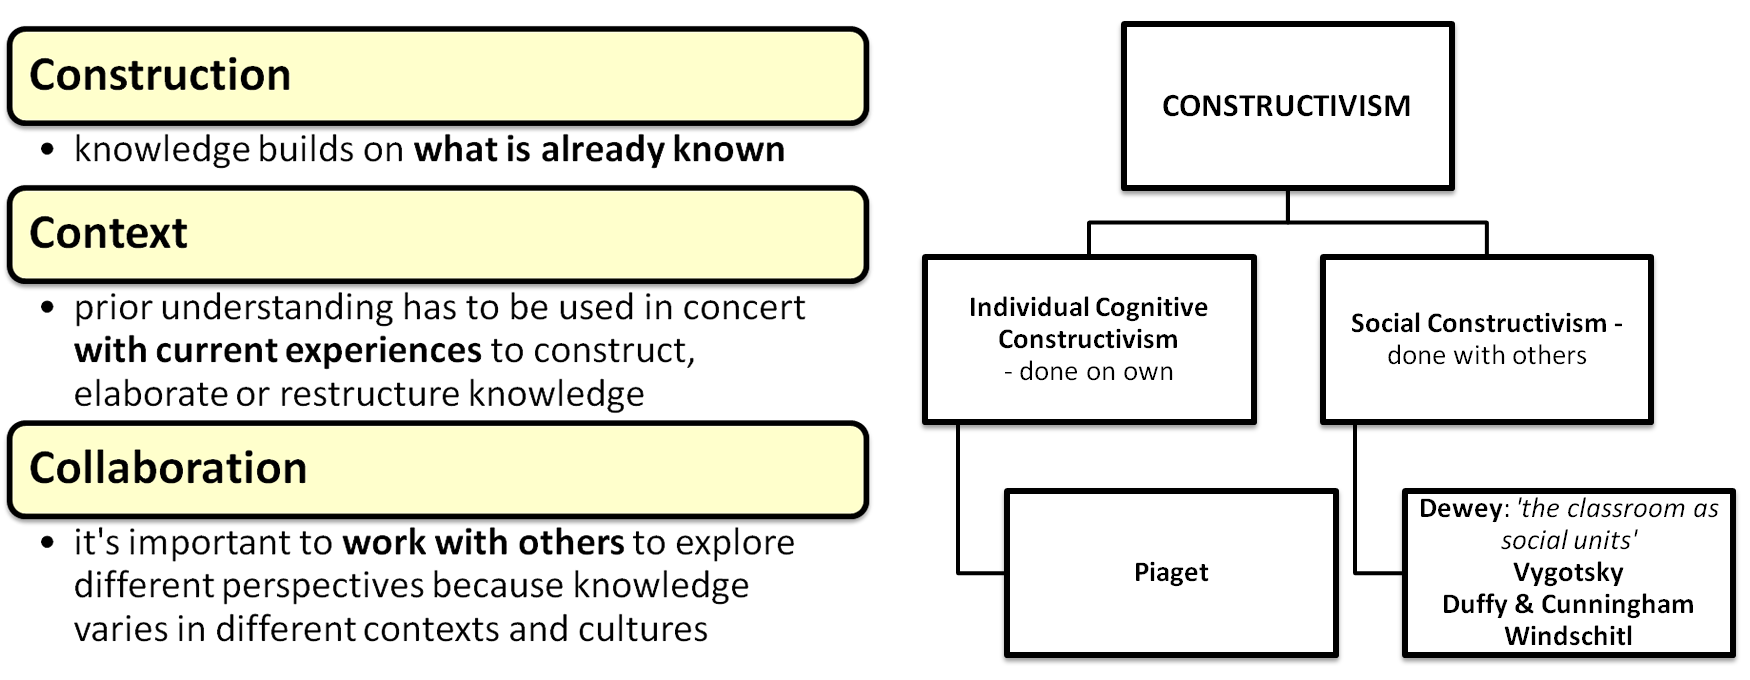 Construction
• knowledge builds on what is already known
Context
• prior understanding has to be used in concert
with current experiences to construct,
elaborate or restructure knowledge
Collaboration
• it's important to work with others to explore
different perspectives because knowledge
varies in different contexts and cultures
CONSTRUCTIVISM
Individual Cognitive
Constructivism
- done on own
Social Constructivism -
done with others
Piaget
Dewey: 'the classroom as
social units'
Vygotsky
Duffy & Cunningham
Windschitl